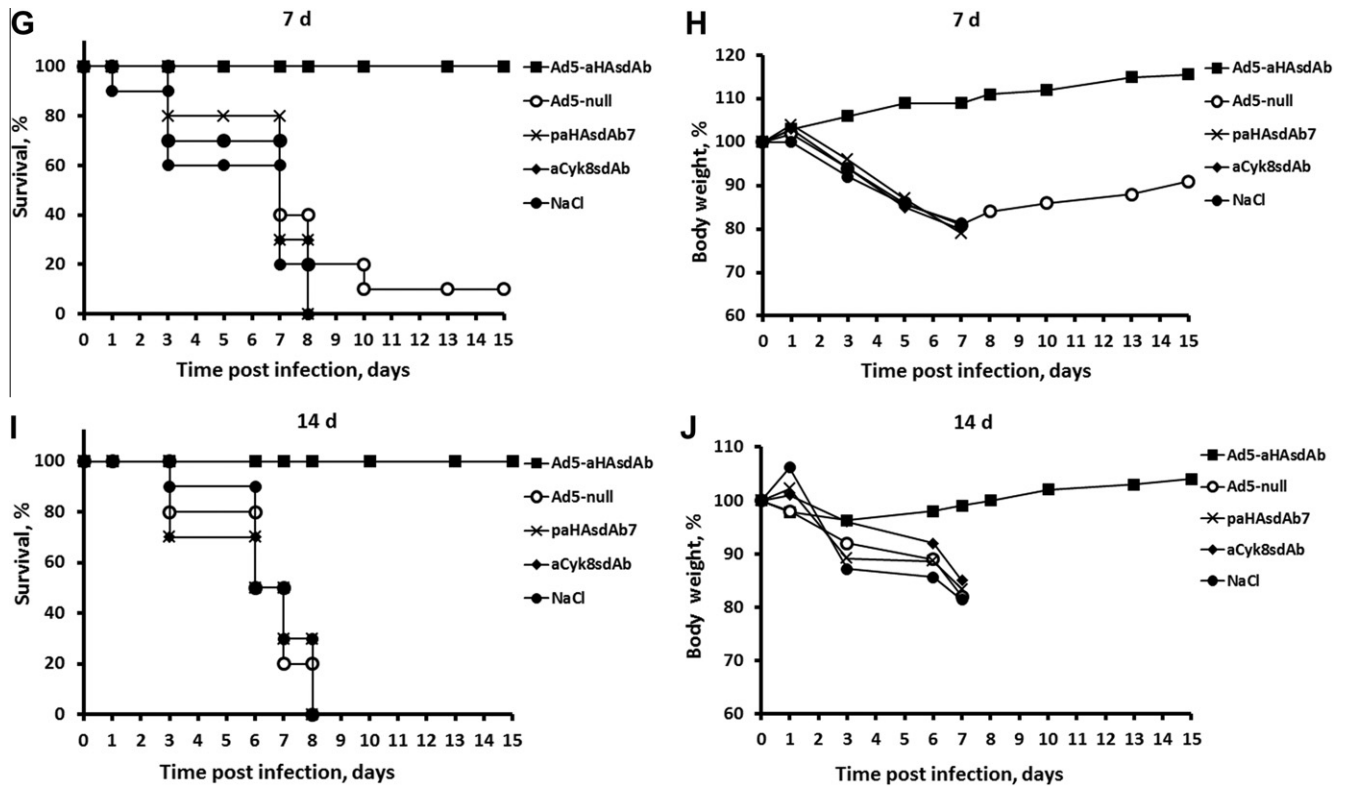 G
7 d
Survival, %
100
80
60
40
20
0
0 1 2 3 4 5 6 7 8 9 10 11 12 13 14 15
Time post infection, days
Ad5-aHAsdAb
Ad5-null
paHAsdAb7
aCyk8sdAb
NaCl
H
7 d
Body weight, %
120
110
100
90
80
70
60
0 1 2 3 4 5 6 7 8 9 10 11 12 13 14 15
Time post infection, days
Ad5-aHAsdAb
Ad5-null
paHAsdAb7
aCyk8sdAb
NaCl
I
14 d
Survival, %
100
80
60
40
20
0
0 1 2 3 4 5 6 7 8 9 10 11 12 13 14 15
Time post infection, days
Ad5-aHAsdAb
Ad5-null
paHAsdAb7
aCyk8sdAb
NaCl
J
14 d
Body weight, %
110
100
90
80
70
60
0 1 2 3 4 5 6 7 8 9 10 11 12 13 14 15
Time post infection, days
Ad5-aHAsdAb
Ad5-null
paHAsdAb7
aCyk8sdAb
NaCl